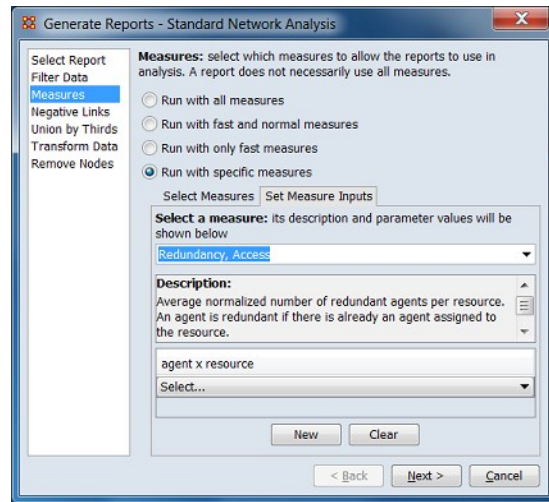 Generate Reports - Standard Network Analysis
Select Report
Filter Data
Measures
Negative Links
Union by Thirds
Transform Data
Remove Nodes
Measures: select which measures to allow the reports to use in
analysis. A report does not necessarily use all measures.
Run with all measures
Run with fast and normal measures
Run with only fast measures
Run with specific measures
Select Measures Set Measure Inputs
Select a measure: its description and parameter values will be
shown below
Redundancy, Access
Description:
Average normalized number of redundant agents per resource.
An agent is redundant if there is already an agent assigned to
the resource.
agent x resource
Select...
New Clear
< Back Next > Cancel